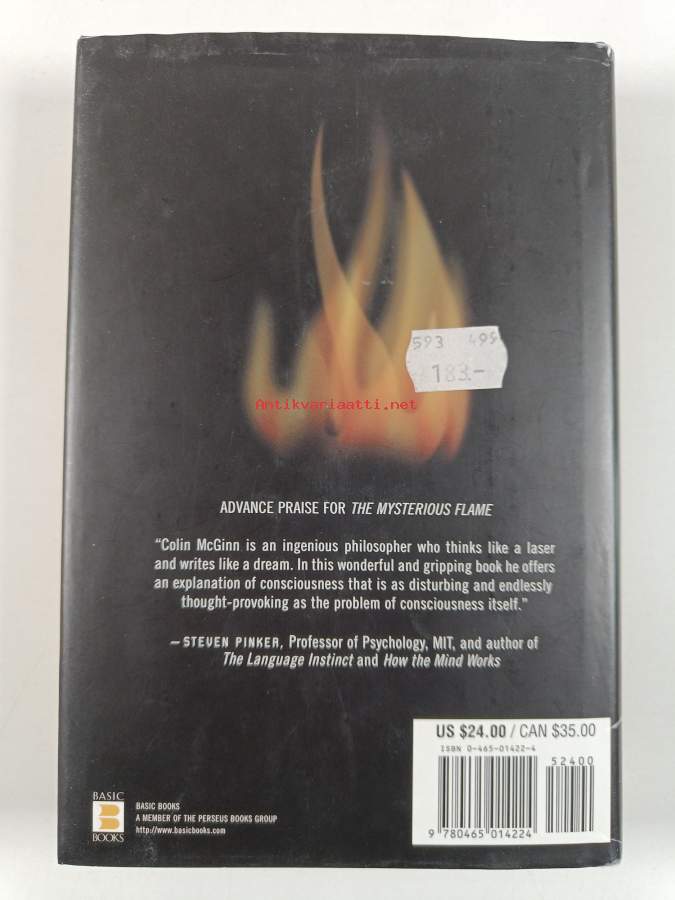 593 499
183.-
Antikvariaatti.net
ADVANCE PRAISE FOR THE MYSTERIOUS FLAME
“Colin McGinn is an ingenious philosopher who thinks like a laser
and writes like a dream. In this wonderful and gripping book he offers
an explanation of consciousness that is as disturbing and endlessly
thought-provoking as the problem of consciousness itself.”
— STEVEN PINKER, Professor of Psychology, MIT, and author of
The Language Instinct and How the Mind Works
US $24.00 / CAN $35.00
ISBN 0-465-01422-4
52400
9 780465 014224
BASIC
BOOKS
BASIC BOOKS
A MEMBER OF THE PERSEUS BOOKS GROUP
http://www.basicbooks.com